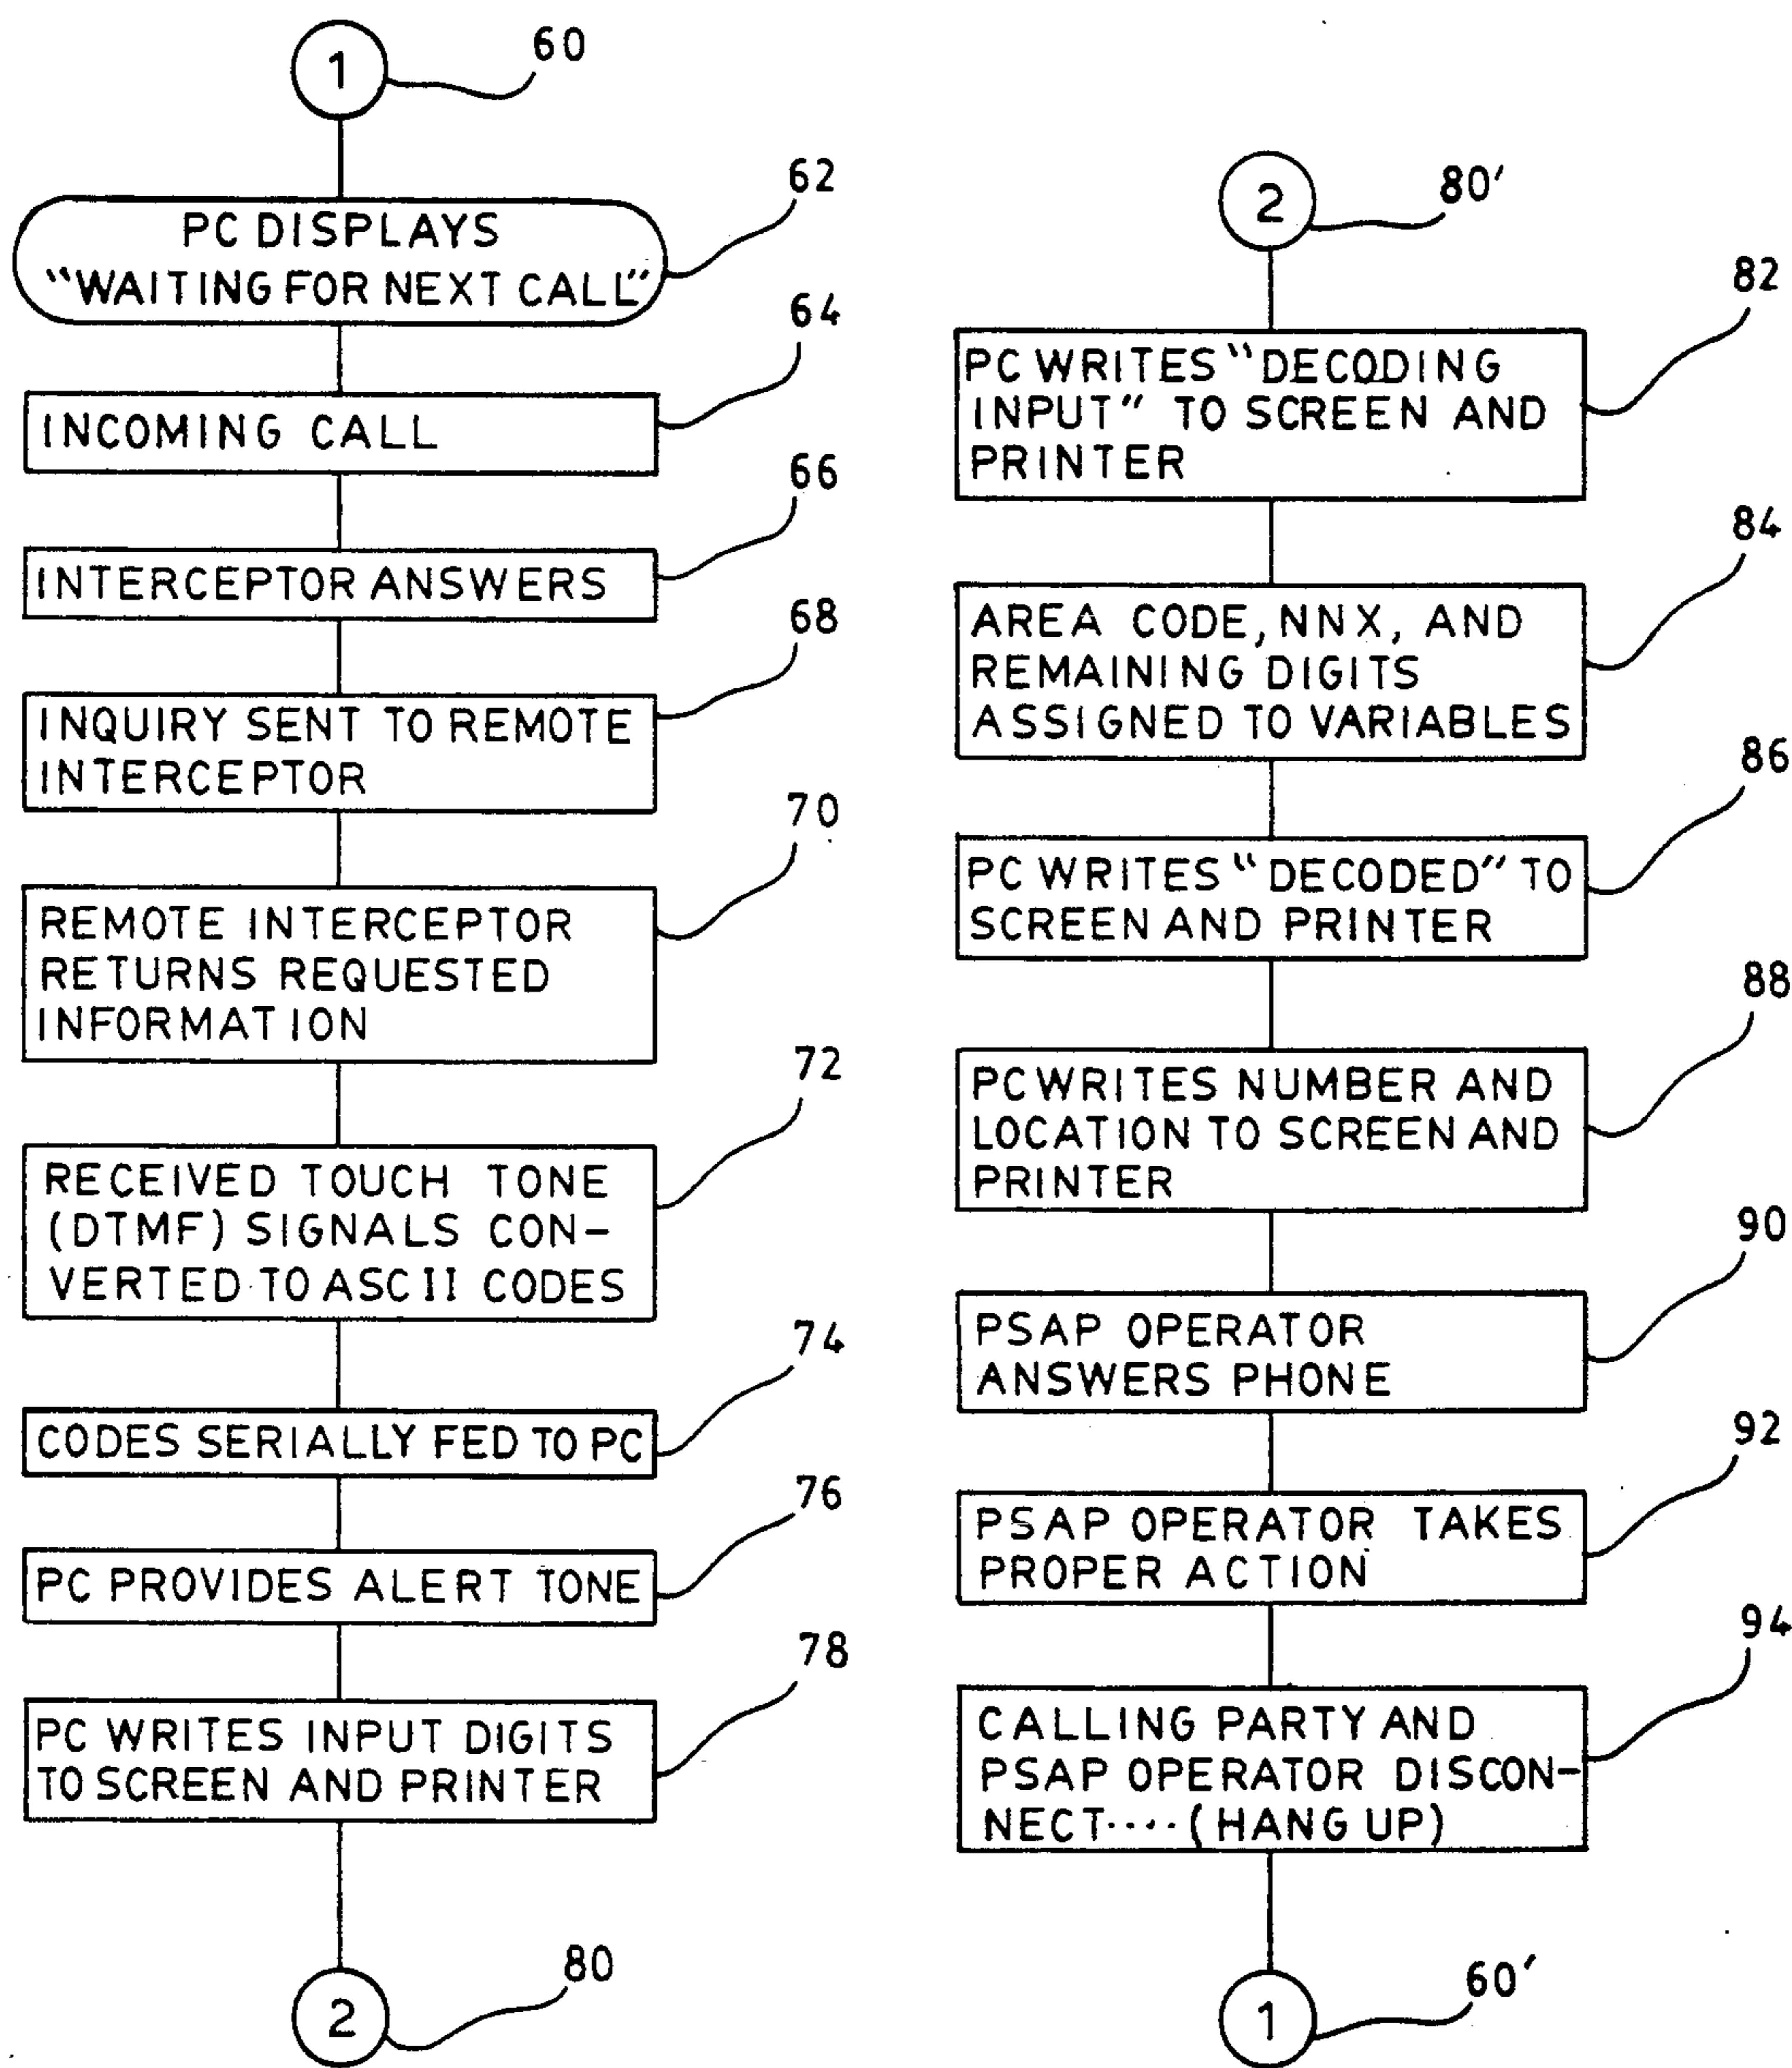 1
60
PC DISPLAYS
“WAITING FOR NEXT CALL”
62
INCOMING CALL
64
INTERCEPTOR ANSWERS
66
INQUIRY SENT TO REMOTE
INTERCEPTOR
68
REMOTE INTERCEPTOR
RETURNS REQUESTED
INFORMATION
70
RECEIVED TOUCH TONE
(DTMF) SIGNALS CON-
VERTED TO ASCII CODES
72
CODES SERIALLY FED TO PC
74
PC PROVIDES ALERT TONE
76
PC WRITES INPUT DIGITS
TO SCREEN AND PRINTER
78
2
80
2
80'
PC WRITES “DECODING
INPUT” TO SCREEN AND
PRINTER
82
AREA CODE, NNX, AND
REMAINING DIGITS
ASSIGNED TO VARIABLES
84
PC WRITES “DECODED” TO
SCREEN AND PRINTER
86
PC WRITES NUMBER AND
LOCATION TO SCREEN AND
PRINTER
88
PSAP OPERATOR
ANSWERS PHONE
90
PSAP OPERATOR TAKES
PROPER ACTION
92
CALLING PARTY AND
PSAP OPERATOR DISCON-
NECT····(HANG UP)
94
1
60'